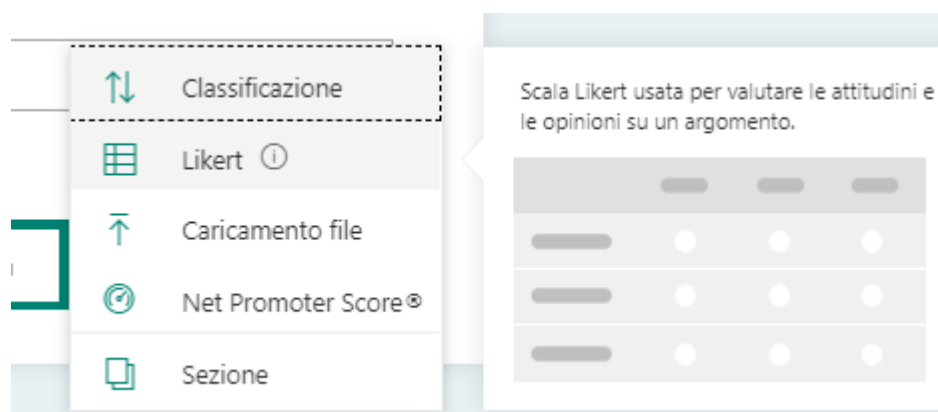 Classificazione
Likert
Caricamento file
Net Promoter Score®
Sezione
Scala Likert usata per valutare le attitudini e
le opinioni su un argomento.